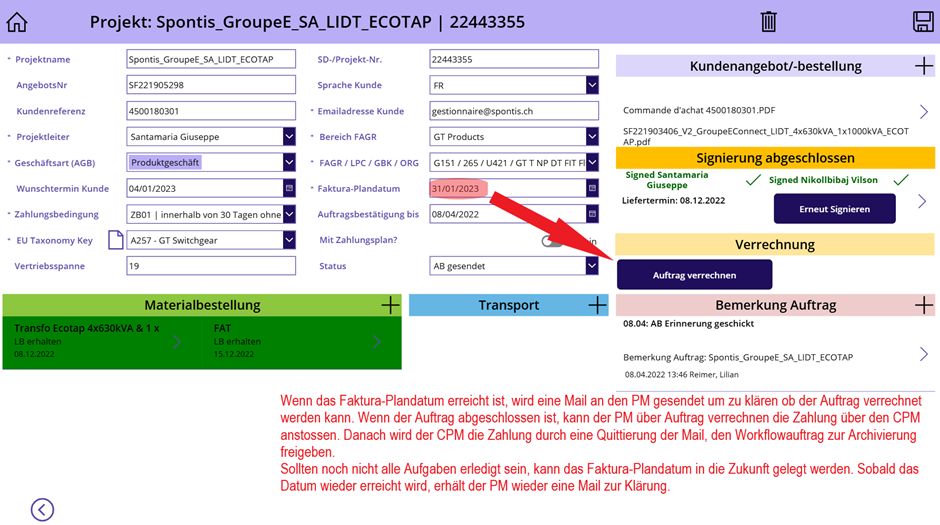 Projekt: Spontis_GroupeE_SA_LIDT_ECOTAP | 22443355
* Projektname
Spontis_GroupeE_SA_LIDT_ECOTAP
AngebotsNr
SF221905298
Kundenreferenz
4500180301
* Projektleiter
Santamaria Giuseppe
* Geschäftsart (AGB)
Produktgeschäft
Wunschtermin Kunde
04/01/2023
* Zahlungsbedingung
ZB01 | innerhalb von 30 Tagen ohne
* EU Taxonomy Key
A257 - GT Switchgear
Vertriebsspanne
19
SD-/Projekt-Nr.
22443355
Sprache Kunde
FR
* Emailadresse Kunde
gestionnaire@spontis.ch
* Bereich FAGR
GT Products
* FAGR / LPC / GBK / ORG
G151 / 265 / U421 / GT T NP DT FIT Fl
* Faktura-Plandatum
31/01/2023
Auftragsbestätigung bis
08/04/2022
Mit Zahlungsplan?
Status
AB gesendet
Kundenangebot/-bestellung
Commande d'achat 4500180301.PDF
SF221903406_V2_GroupeEConnect_LIDT_4x630kVA_1x1000kVA_ECOT
AP.pdf
Signierung abgeschlossen
Signed Santamaria
Giuseppe
Signed Nikollbibaj Vilson
Liefertermin: 08.12.2022
Erneut Signieren
Verrechnung
Auftrag verrechnen
Materialbestellung
Transfo Ecotap 4x630kVA & 1 x
LB erhalten
08.12.2022
FAT
LB erhalten
15.12.2022
Transport
Bemerkung Auftrag
08.04: AB Erinnerung geschickt
Bemerkung Auftrag: Spontis_GroupeE_SA_LIDT_ECOTAP
08.04.2022 13:46 Reimer, Lilian
Wenn das Faktura-Plandatum erreicht ist, wird eine Mail an den PM gesendet um zu klären ob der Auftrag verrechnet
werden kann. Wenn der Auftrag abgeschlossen ist, kann der PM über Auftrag verrechnen die Zahlung über den CPM
anstossen. Danach wird der CPM die Zahlung durch eine Quittierung der Mail, den Workflowauftrag zur Archivierung
freigeben.
Sollten noch nicht alle Aufgaben erledigt sein, kann das Faktura-Plandatum in die Zukunft gelegt werden. Sobald das
Datum wieder erreicht wird, erhält der PM wieder eine Mail zur Klärung.